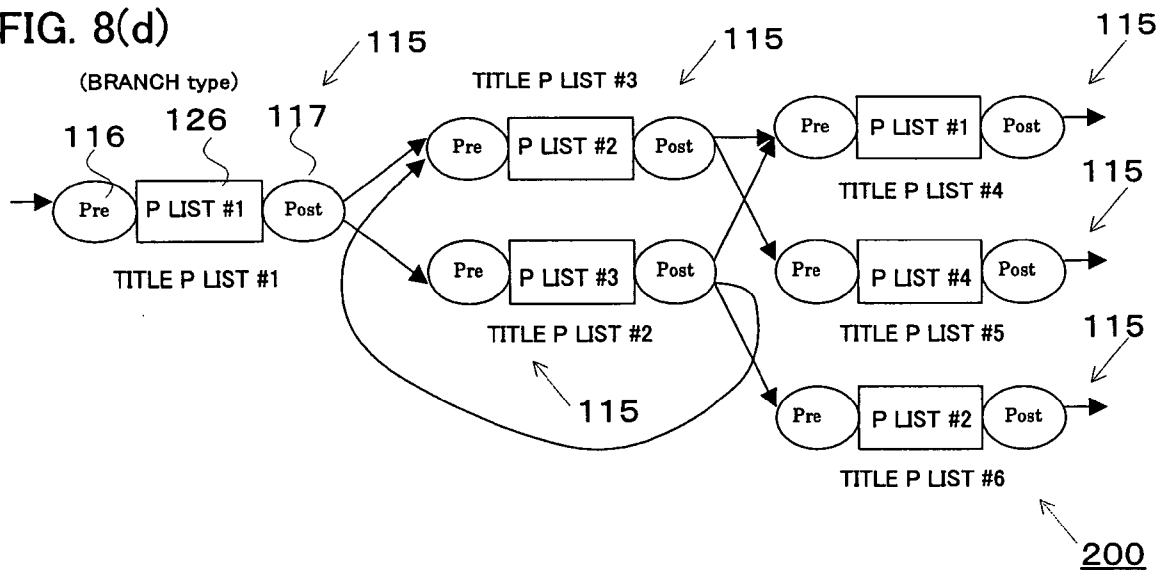 FIG. 8(d)
115
115
115
(BRANCH type)
TITLE P LIST #3
116
126
117
Pre
P LIST #2
Post
Pre
P LIST #1
Post
TITLE P LIST #4
Pre
P LIST #1
Post
115
TITLE P LIST #1
Pre
P LIST #3
Post
Pre
P LIST #4
Post
TITLE P LIST #2
TITLE P LIST #5
115
115
Pre
P LIST #2
Post
TITLE P LIST #6
200